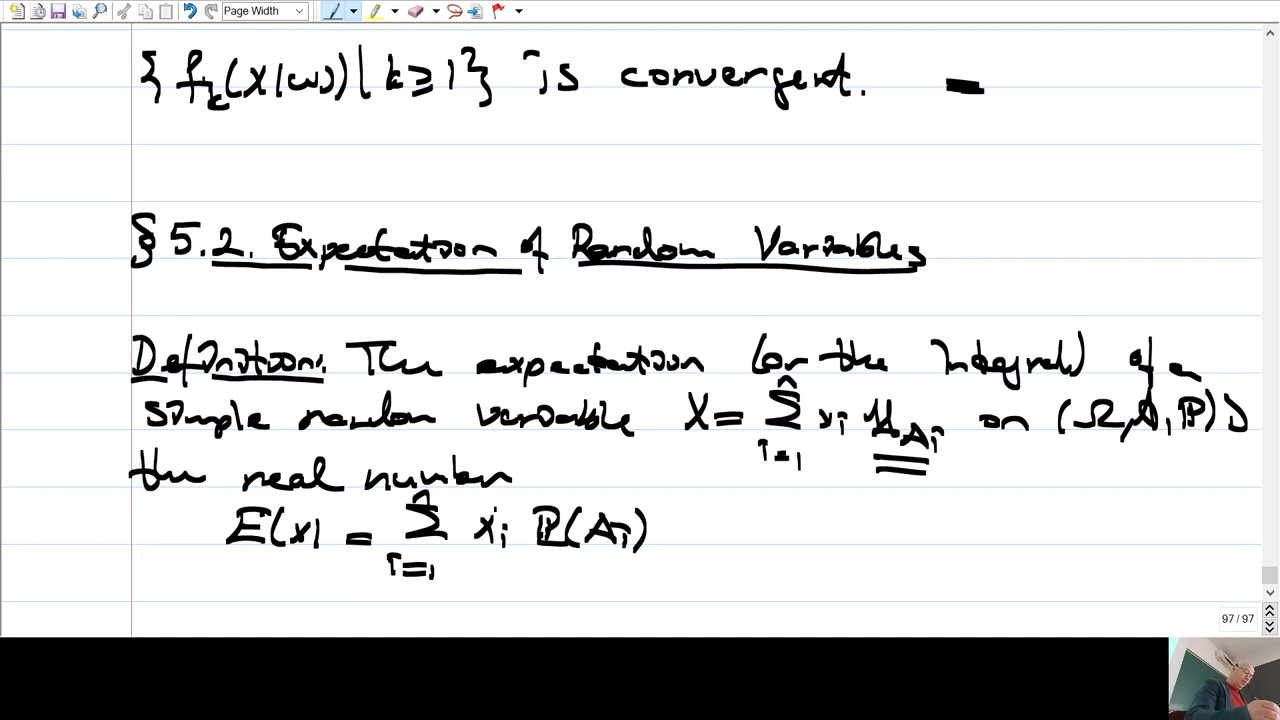 Page Width
{ f_k(X(ω)) | k ≥ 1 } is convergent.
§ 5.2. Expectation of Random Variables
Definition: The expectation (or the integral) of a
simple random variable X = Σ_{i=1}^n x_i 𝟙_{A_i} on (Ω, A, ℙ) is
the real number
E(X) = Σ_{i=1}^n x_i ℙ(A_i)
97 / 97